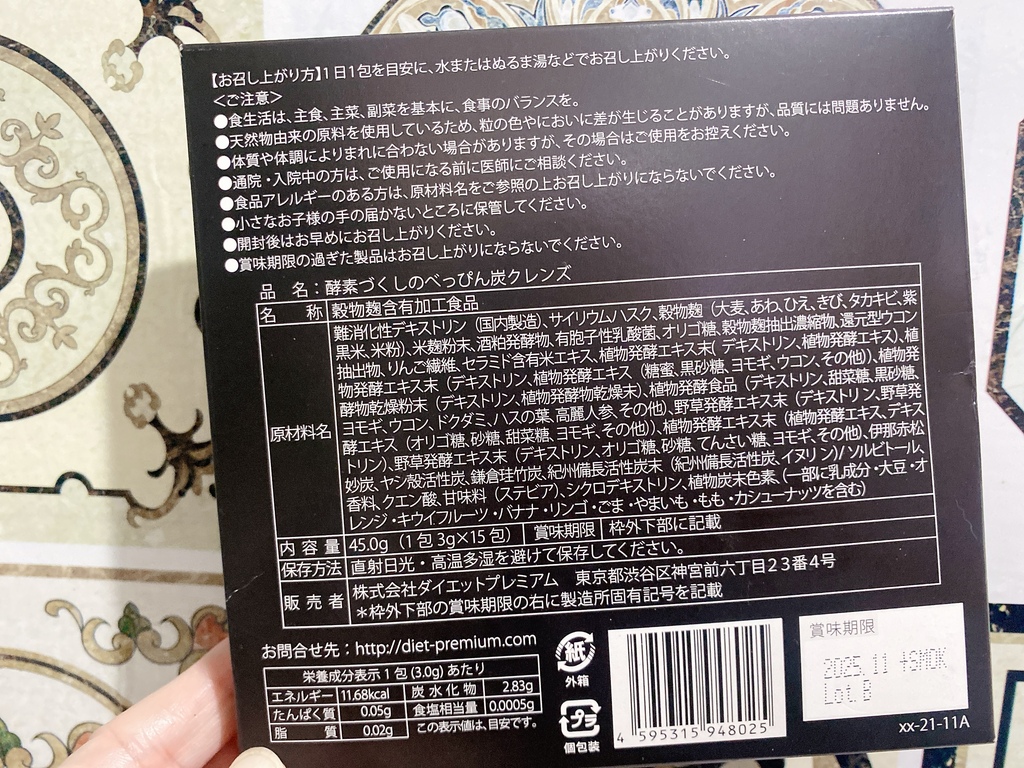 【お召し上がり方】1日1包を目安に、水またはぬるま湯などでお召し上がりください。
＜ご注意＞
●食生活は、主食、主菜、副菜を基本に、食事のバランスを。
●天然物由来の原料を使用しているため、粒の色やにおいに差が生じることがありますが、品質には問題ありません。
●体質や体調によりまれに合わない場合がありますが、その場合はご使用をお控えください。
●通院・入院中の方は、ご使用になる前に医師にご相談ください。
●食品アレルギーのある方は、原材料名をご参照の上お召し上がりにならないでください。
●小さなお子様の手の届かないところに保管してください。
●開封後はお早めにお召し上がりください。
●賞味期限の過ぎた製品はお召し上がりにならないでください。
品 名：酵素づくしのべっぴん炭クレンズ
名 称 穀物麹含有加工食品
原材料名
難消化性デキストリン（国内製造）、サイリウムハスク、穀物麹（大麦、あわ、ひえ、きび、タカキビ、紫
黒米、米粉）、米麹粉末、酒粕発酵物、有胞子性乳酸菌、オリゴ糖、穀物麹抽出濃縮物、還元型ウコン
抽出物、りんご繊維、セラミド含有米エキス、植物発酵エキス末（デキストリン、植物発酵エキス）、植
物発酵エキス末（デキストリン、植物発酵エキス（糖蜜、黒砂糖、ヨモギ、ウコン、その他））、植物発
酵物乾燥粉末（デキストリン、植物発酵物乾燥末）、植物発酵食品（デキストリン、甜菜糖、黒砂糖、
ヨモギ、ウコン、ドクダミ、ハスの葉、高麗人参、その他）、野草発酵エキス末（デキストリン、野草発
酵エキス（オリゴ糖、砂糖、甜菜糖、ヨモギ、その他））、植物発酵エキス末（植物発酵エキス、デキス
トリン）、野草発酵エキス末（デキストリン、オリゴ糖、砂糖、てんさい糖、ヨモギ、その他）、伊那赤松
妙炭、ヤシ殻活性炭、鎌倉珪竹炭、紀州備長活性炭末（紀州備長活性炭、イヌリン）/ ソルビトール、
香料、クエン酸、甘味料（ステビア）、シクロデキストリン、植物炭末色素、（一部に乳成分・大豆・オ
レンジ・キウイフルーツ・バナナ・リンゴ・ごま・やまいも・もも・カシューナッツを含む）
内容量 45.0g（1包 3g×15包） 賞味期限 枠外下部に記載
保存方法 直射日光・高温多湿を避けて保存してください。
販売者 株式会社ダイエットプレミアム 東京都渋谷区神宮前六丁目23番4号
＊枠外下部の賞味期限の右に製造所固有記号を記載
お問合せ先：http://diet-premium.com
栄養成分表示 1包（3.0g）あたり
エネルギー 11.68kcal 炭水化物 2.83g
たんぱく質 0.05g 食塩相当量 0.0005g
脂 質 0.02g この表示値は、目安です。
紙
外箱
プラ
個包装
4 595315 948025
賞味期限
2025.11 +SMDK
Lot.B
xx-21-11A